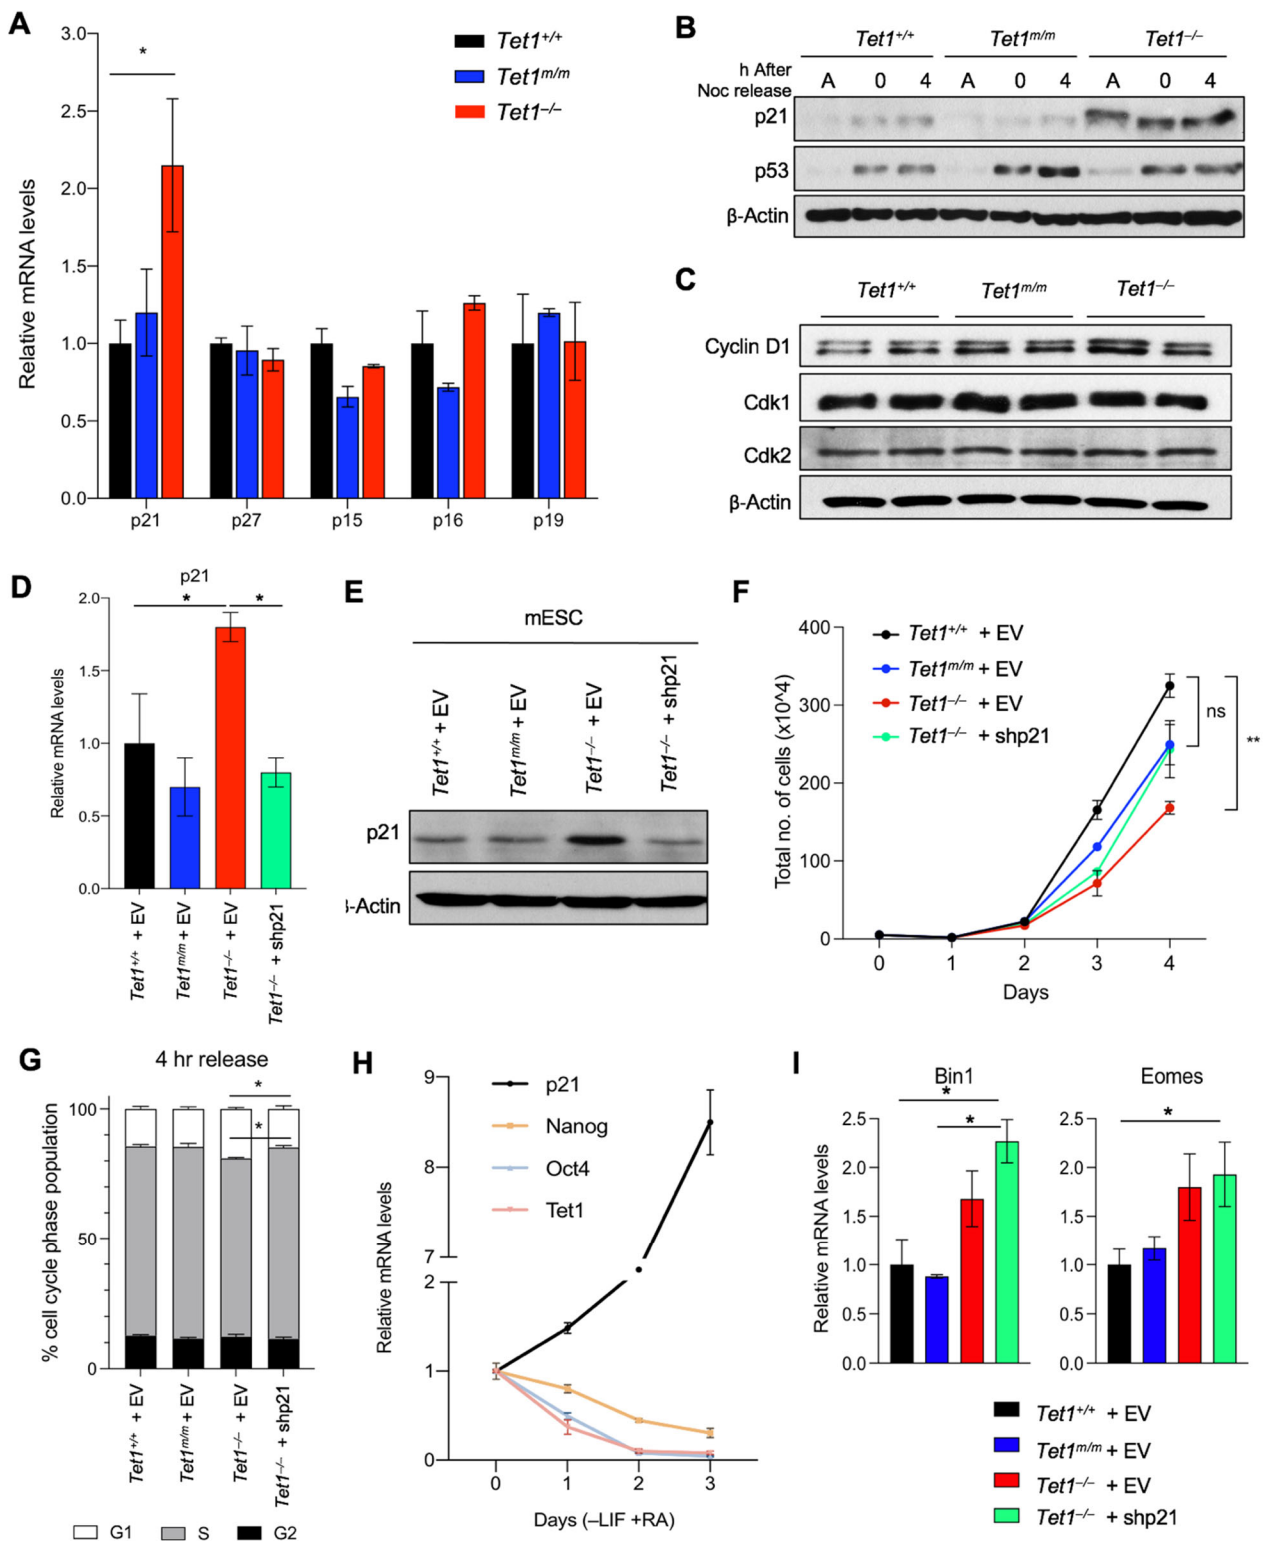 A
3.0
2.5
2.0
1.5
1.0
0.5
0.0
Relative mRNA levels
*
Tet1+/+
Tet1m/m
Tet1–/–
p21
p27
p15
p16
p19
B
Tet1+/+ Tet1m/m Tet1–/–
h After
Noc release
A 0 4 A 0 4 A 0 4
p21
p53
β-Actin
C
Tet1+/+ Tet1m/m Tet1–/–
Cyclin D1
Cdk1
Cdk2
β-Actin
D
p21
2.0
1.5
1.0
0.5
0.0
Relative mRNA levels
* *
Tet1+/+ + EV
Tet1m/m + EV
Tet1–/– + EV
Tet1–/– + shp21
E
mESC
Tet1+/+ + EV
Tet1m/m + EV
Tet1–/– + EV
Tet1–/– + shp21
p21
β-Actin
F
400
300
200
100
0
Total no. of cells (x10^4)
Tet1+/+ + EV
Tet1m/m + EV
Tet1–/– + EV
Tet1–/– + shp21
ns
**
0 1 2 3 4
Days
G
4 hr release
*
*
100
50
0
% cell cycle phase population
Tet1+/+ + EV
Tet1m/m + EV
Tet1–/– + EV
Tet1–/– + shp21
G1 S G2
H
9
8
7
2
1
0
Relative mRNA levels
p21
Nanog
Oct4
Tet1
0 1 2 3
Days (–LIF +RA)
I
Bin1
*
*
2.5
2.0
1.5
1.0
0.5
0.0
Relative mRNA levels
Eomes
*
2.5
2.0
1.5
1.0
0.5
0.0
Tet1+/+ + EV
Tet1m/m + EV
Tet1–/– + EV
Tet1–/– + shp21